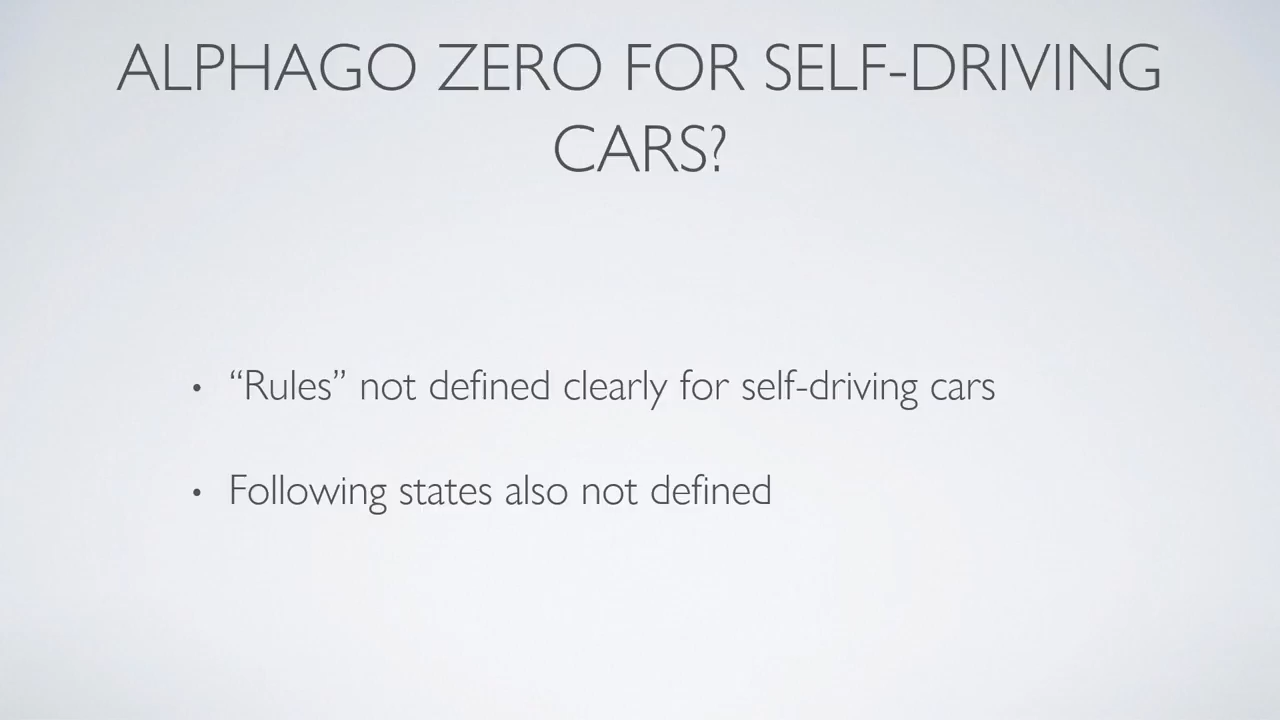 ALPHAGO ZERO FOR SELF-DRIVING
CARS?
• “Rules” not defined clearly for self-driving cars
• Following states also not defined